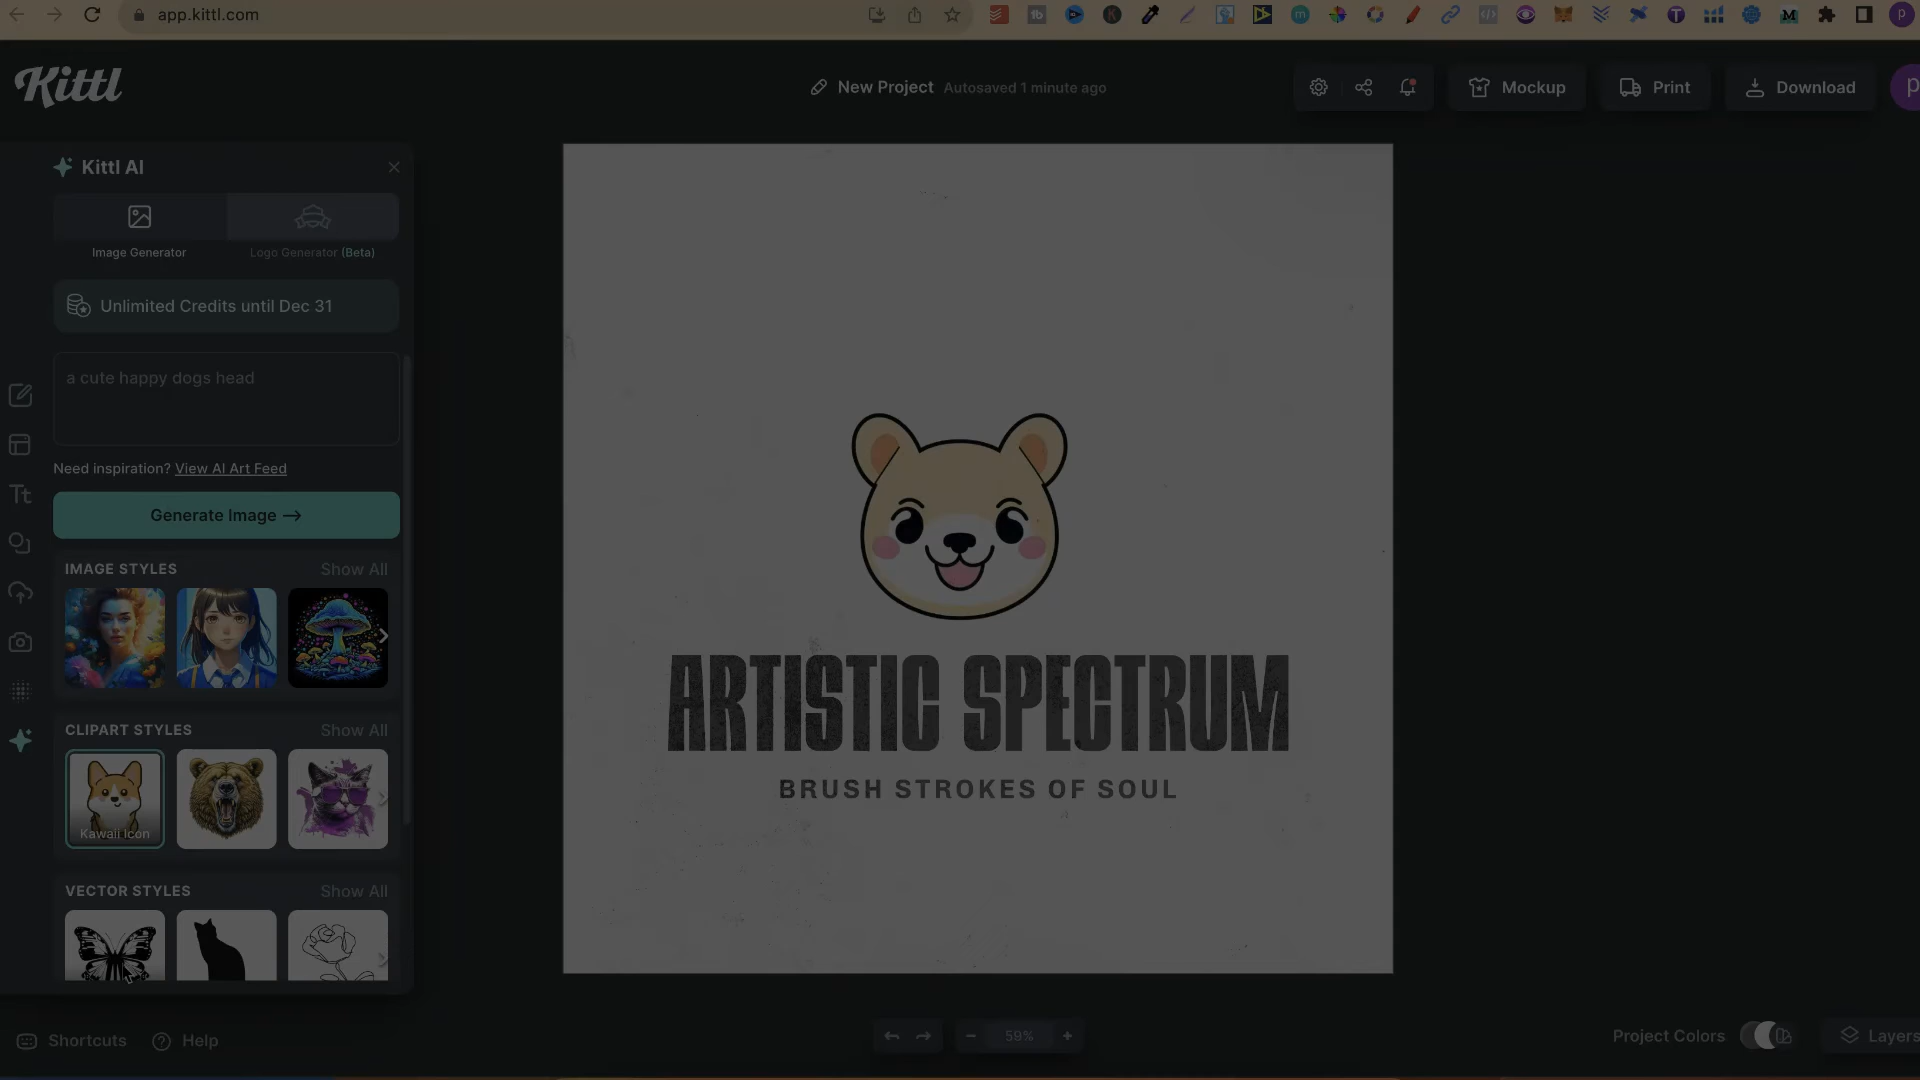 app.kittl.com
Kittl
New Project Autosaved 1 minute ago
Mockup
Print
Download
p
Kittl AI
Image Generator
Logo Generator (Beta)
Unlimited Credits until Dec 31
a cute happy dogs head
Need inspiration? View AI Art Feed
Generate Image →
IMAGE STYLES Show All
CLIPART STYLES Show All
Kawaii Icon
VECTOR STYLES Show All
ARTISTIC SPECTRUM
BRUSH STROKES OF SOUL
Shortcuts
Help
59%
Project Colors
Layers